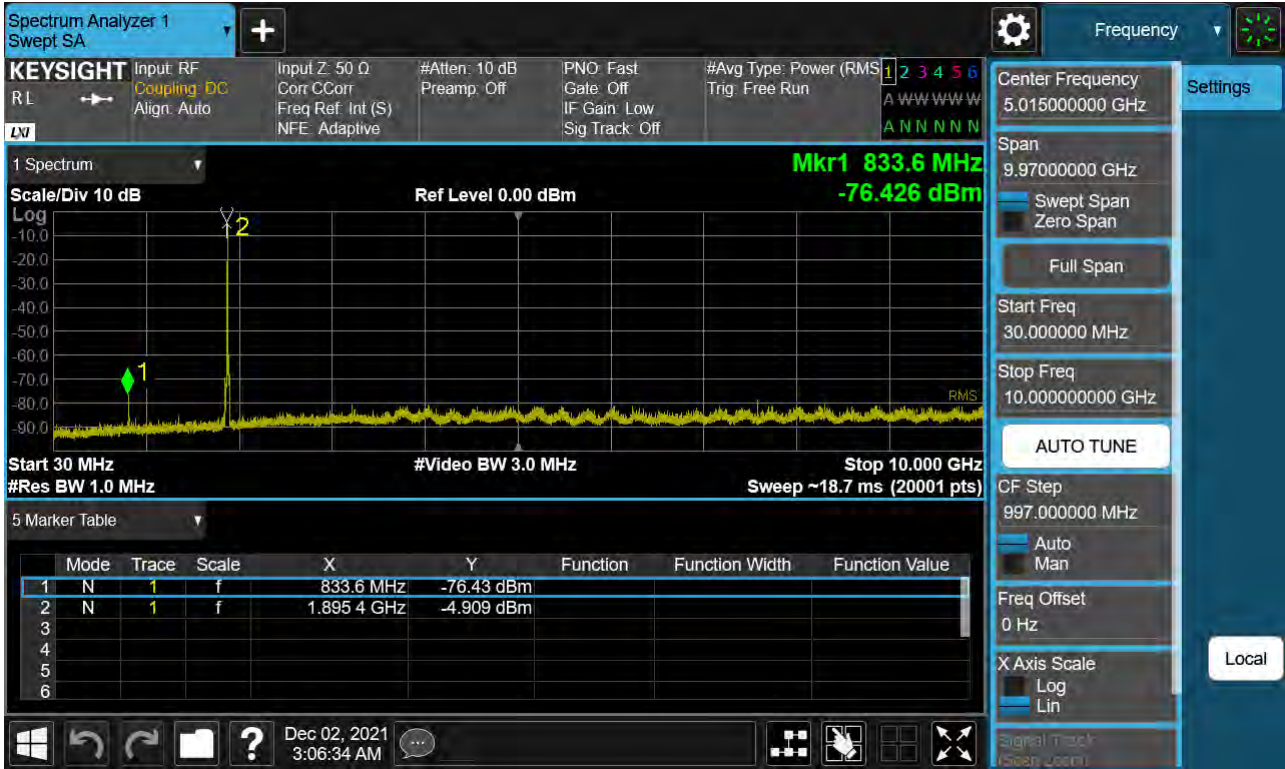 Spectrum Analyzer 1
Swept SA
+
Frequency
KEYSIGHT
RL
LXI
Input: RF
Coupling: DC
Align: Auto
Input Z: 50 Ω
Corr CCorr
Freq Ref: Int (S)
NFE: Adaptive
#Atten: 10 dB
Preamp: Off
PNO: Fast
Gate: Off
IF Gain: Low
Sig Track: Off
#Avg Type: Power (RMS
Trig: Free Run
1 2 3 4 5 6
A W W W W W
A N N N N N
1 Spectrum
Scale/Div 10 dB
Ref Level 0.00 dBm
Mkr1 833.6 MHz
-76.426 dBm
Log
-10.0
-20.0
-30.0
-40.0
-50.0
-60.0
-70.0
-80.0
-90.0
2
1
RMS
Start 30 MHz
#Video BW 3.0 MHz
Stop 10.000 GHz
#Res BW 1.0 MHz
Sweep ~18.7 ms (20001 pts)
5 Marker Table
Mode Trace Scale X Y Function Function Width Function Value
1 N 1 f 833.6 MHz -76.43 dBm
2 N 1 f 1.895 4 GHz -4.909 dBm
3
4
5
6
Center Frequency
5.015000000 GHz
Settings
Span
9.97000000 GHz
Swept Span
Zero Span
Full Span
Start Freq
30.000000 MHz
Stop Freq
10.000000000 GHz
AUTO TUNE
CF Step
997.000000 MHz
Auto
Man
Freq Offset
0 Hz
X Axis Scale
Log
Lin
Local
Signal Track
(Span Zoom)
?
Dec 02, 2021
3:06:34 AM